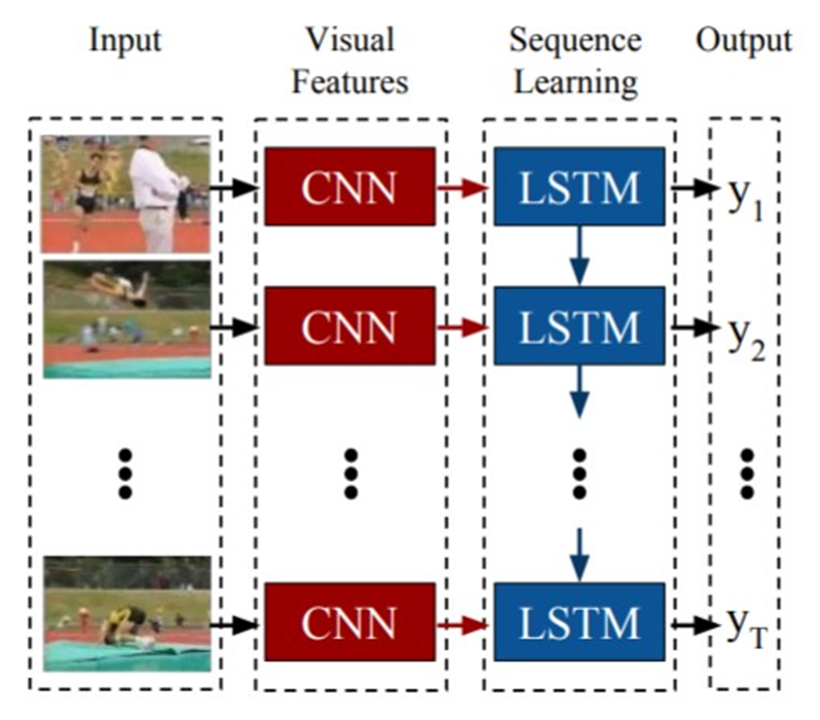 Input
Visual
Features
Sequence
Learning
Output
CNN
LSTM
y1
CNN
LSTM
y2
CNN
LSTM
yT